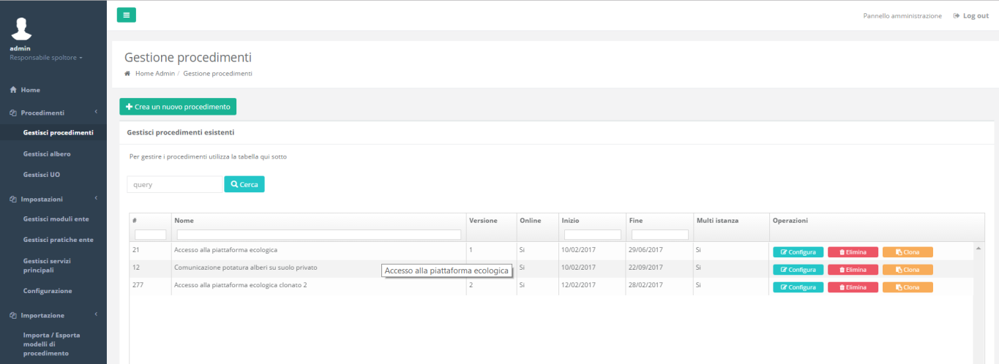 Pannello amministrazione Log out
admin
Responsabile spoltore
Home
Procedimenti
Gestisci procedimenti
Gestisci albero
Gestisci UO
Impostazioni
Gestisci moduli ente
Gestisci pratiche ente
Gestisci servizi
principali
Configurazione
Importazione
Importa / Esporta
modelli di
procedimento
Gestione procedimenti
Home Admin / Gestione procedimenti
Crea un nuovo procedimento
Gestisci procedimenti esistenti
Per gestire i procedimenti utilizza la tabella qui sotto
query Cerca
# Nome Versione Online Inizio Fine Multi istanza Operazioni
21 Accesso alla piattaforma ecologica 1 Si 10/02/2017 29/06/2017 Si Configura Elimina Clona
12 Comunicazione potatura alberi su suolo privato Si 10/02/2017 22/09/2017 Si Configura Elimina Clona
Accesso alla piattaforma ecologica
277 Accesso alla piattaforma ecologica clonato 2 2 Si 12/02/2017 28/02/2017 Si Configura Elimina Clona